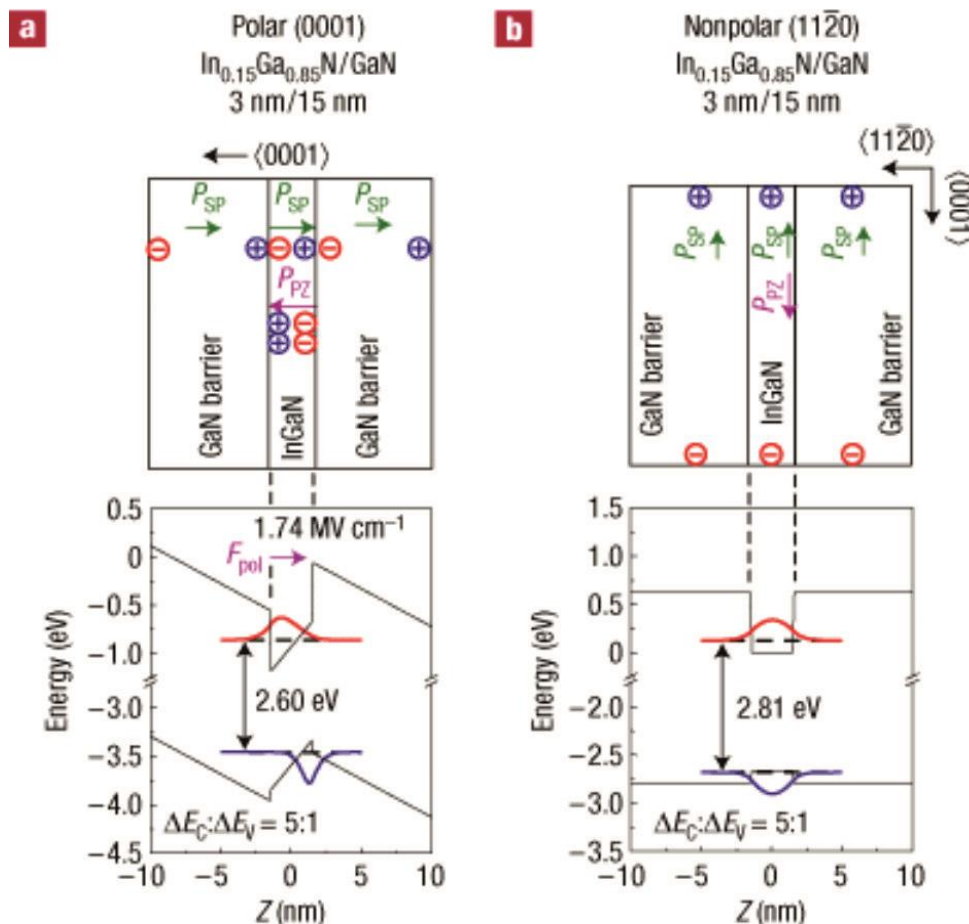 a
Polar (0001)
In0.15Ga0.85N/GaN
3 nm/15 nm
⟨0001⟩
PSP
PSP
PSP
PPZ
GaN barrier
InGaN
GaN barrier
0.5
0
−0.5
−1.0
−3.0
−3.5
−4.0
−4.5
Energy (eV)
1.74 MV cm−1
Fpol
2.60 eV
ΔEC:ΔEV = 5:1
−10
−5
0
5
10
Z (nm)
b
Nonpolar (112̄0)
In0.15Ga0.85N/GaN
3 nm/15 nm
⟨112̄0⟩
⟨0001⟩
PSP
PSP
PSP
PPZ
GaN barrier
InGaN
GaN barrier
1.5
1.0
0.5
0
−2.0
−2.5
−3.0
−3.5
Energy (eV)
2.81 eV
ΔEC:ΔEV = 5:1
−10
−5
0
5
10
Z (nm)